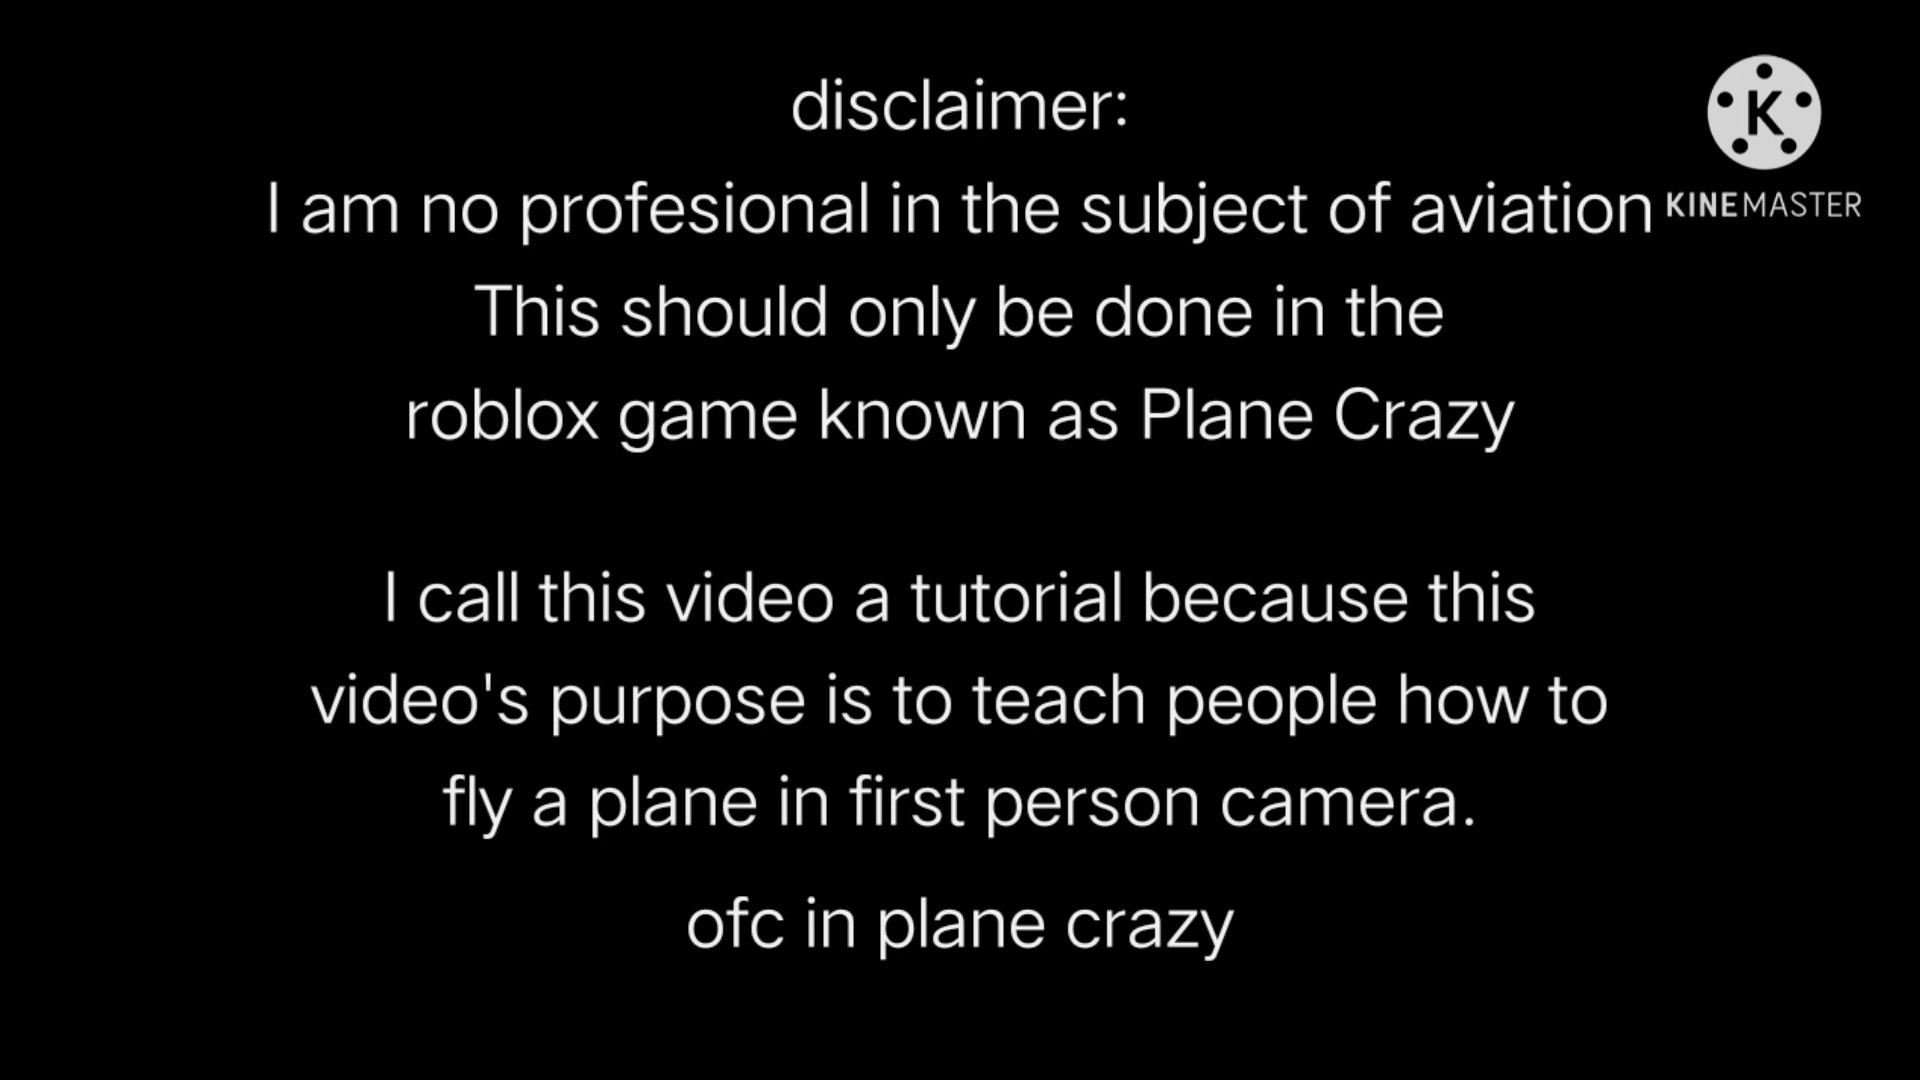 disclaimer:
I am no profesional in the subject of aviation
This should only be done in the
roblox game known as Plane Crazy
I call this video a tutorial because this
video's purpose is to teach people how to
fly a plane in first person camera.
ofc in plane crazy
K
KINEMASTER